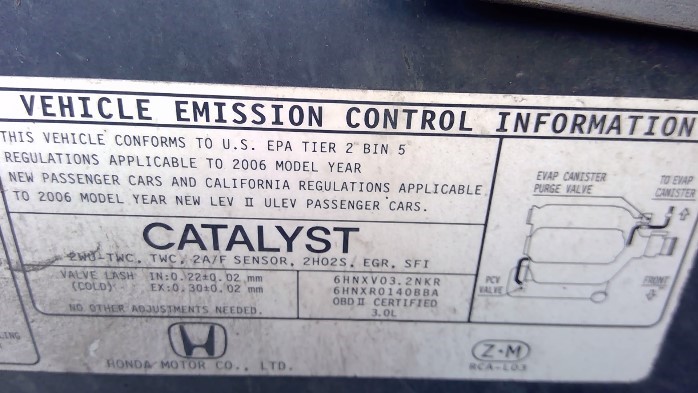 VEHICLE EMISSION CONTROL INFORMATION
THIS VEHICLE CONFORMS TO U.S. EPA TIER 2 BIN 5
REGULATIONS APPLICABLE TO 2006 MODEL YEAR
NEW PASSENGER CARS AND CALIFORNIA REGULATIONS APPLICABLE
TO 2006 MODEL YEAR NEW LEV II ULEV PASSENGER CARS.
CATALYST
2WU-TWC, TWC, 2A/F SENSOR, 2HO2S, EGR, SFI
VALVE LASH IN:0.22±0.02 mm
(COLD) EX:0.30±0.02 mm
NO OTHER ADJUSTMENTS NEEDED.
6HNXV03.2NKR
6HNXR0140BBA
OBD II CERTIFIED
3.0L
EVAP CANISTER
PURGE VALVE
TO EVAP
CANISTER
PCV
VALVE
FRONT
HONDA MOTOR CO., LTD.
Z-M
RCA-L03